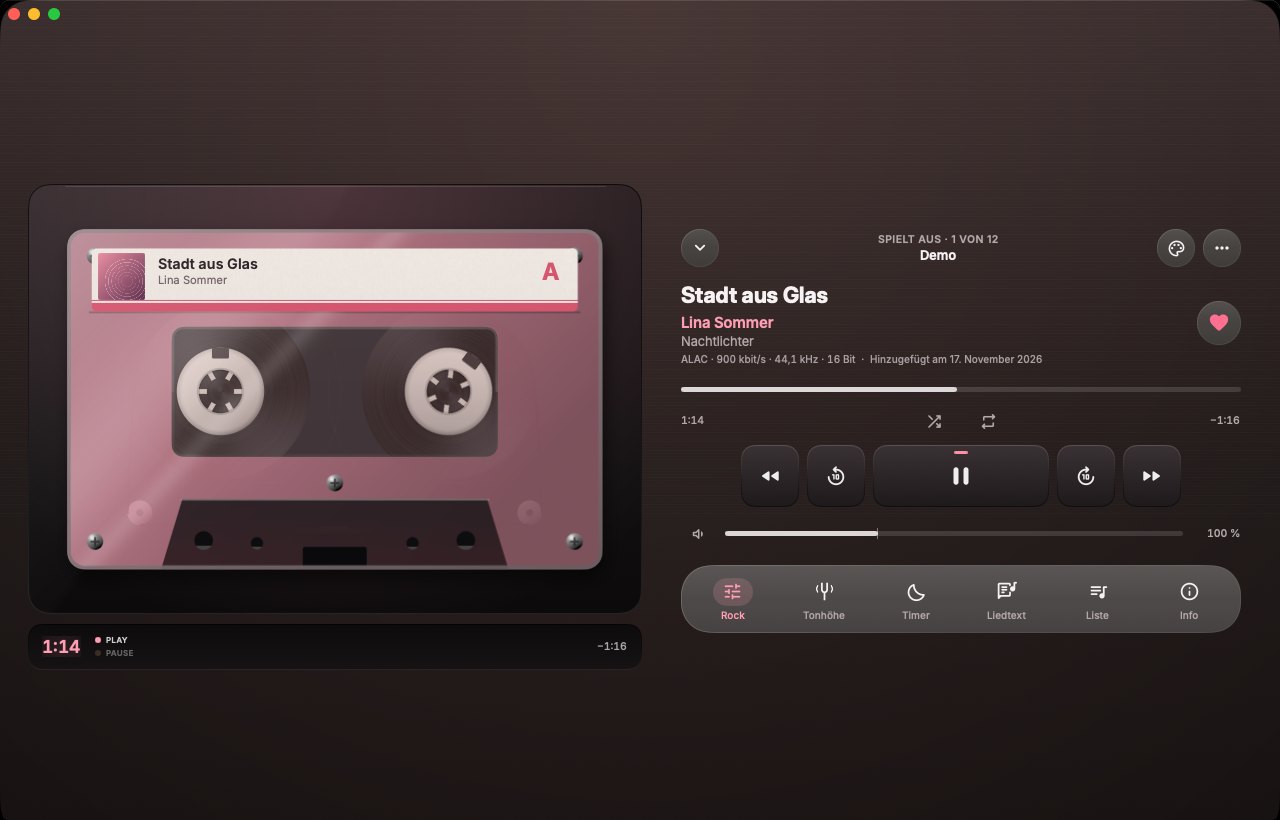 Stadt aus Glas
Lina Sommer
A
1:14
PLAY
PAUSE
−1:16
SPIELT AUS · 1 VON 12
Demo
Stadt aus Glas
Lina Sommer
Nachtlichter
ALAC · 900 kbit/s · 44,1 kHz · 16 Bit · Hinzugefügt am 17. November 2026
1:14
−1:16
10
10
100 %
Rock
Tonhöhe
Timer
Liedtext
Liste
Info